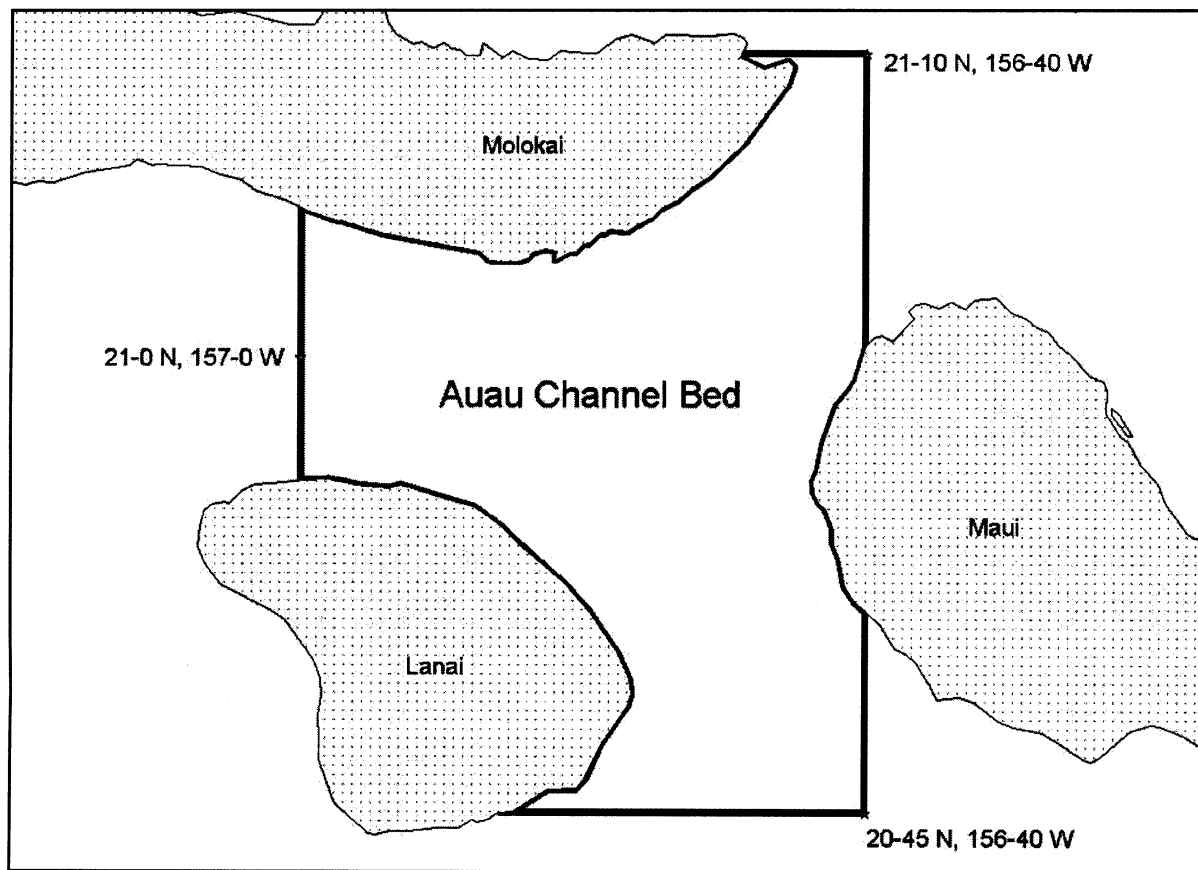 21-10 N, 156-40 W
Molokai
21-0 N, 157-0 W
Auau Channel Bed
Maui
Lanai
20-45 N, 156-40 W